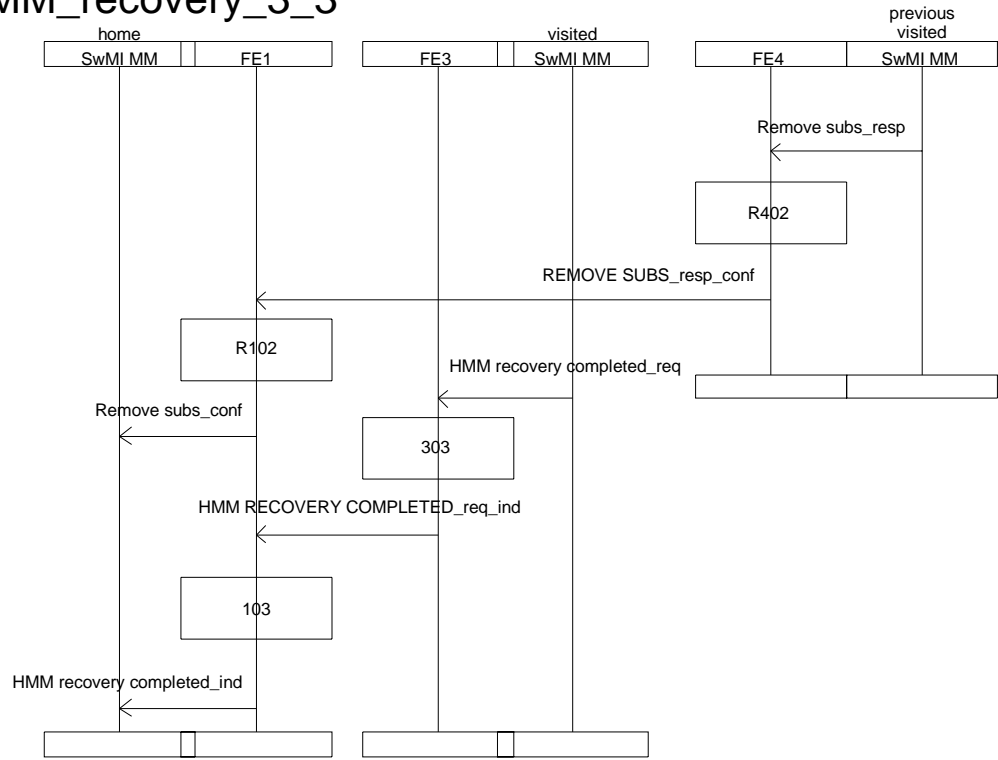 MM_recovery_3_3
home
visited
previous
visited
SwMI MM
FE1
FE3
SwMI MM
FE4
SwMI MM
Remove subs_resp
R402
REMOVE SUBS_resp_conf
R102
HMM recovery completed_req
Remove subs_conf
303
HMM RECOVERY COMPLETED_req_ind
103
HMM recovery completed_ind